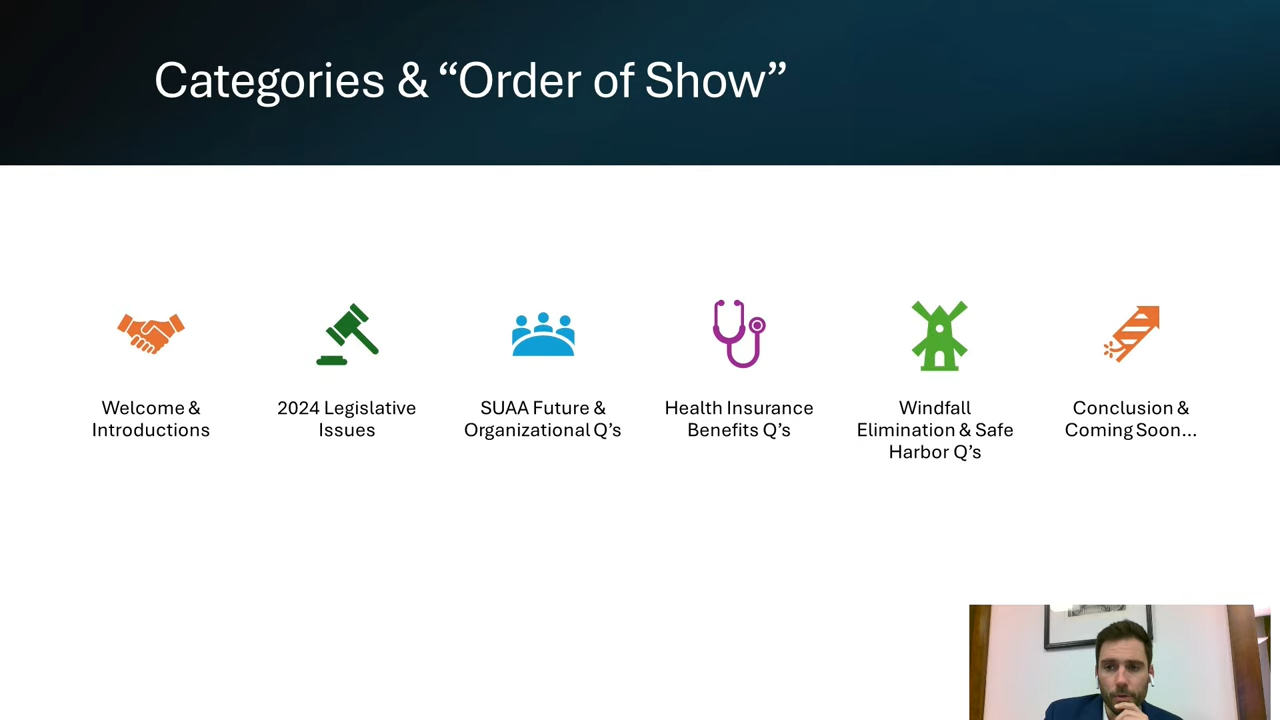 Categories & “Order of Show”
Welcome &
Introductions
2024 Legislative
Issues
SUAA Future &
Organizational Q’s
Health Insurance
Benefits Q’s
Windfall
Elimination & Safe
Harbor Q’s
Conclusion &
Coming Soon…